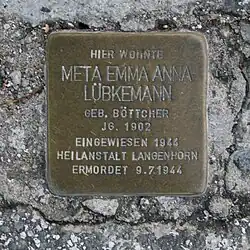 HIER WOHNTE
META EMMA ANNA
LÜBKEMANN
GEB. BÖTTCHER
JG. 1902
EINGEWIESEN 1944
HEILANSTALT LANGENHORN
ERMORDET 9.7.1944